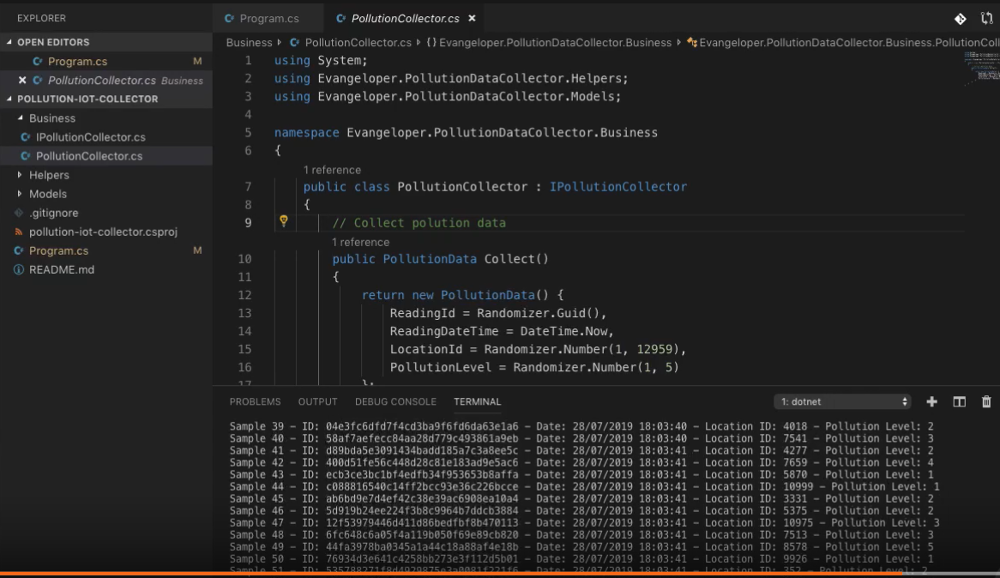 EXPLORER
OPEN EDITORS
Program.cs M
PollutionCollector.cs Business
POLLUTION-IOT-COLLECTOR
Business
IPollutionCollector.cs
PollutionCollector.cs
Helpers
Models
.gitignore
pollution-iot-collector.csproj
Program.cs M
README.md
Program.cs PollutionCollector.cs
Business PollutionCollector.cs {} Evangeloper.PollutionDataCollector.Business Evangeloper.PollutionDataCollector.Business.PollutionColl
1 using System;
2 using Evangeloper.PollutionDataCollector.Helpers;
3 using Evangeloper.PollutionDataCollector.Models;
4
5 namespace Evangeloper.PollutionDataCollector.Business
6 {
1 reference
7 public class PollutionCollector : IPollutionCollector
8 {
9 // Collect polution data
1 reference
10 public PollutionData Collect()
11 {
12 return new PollutionData() {
13 ReadingId = Randomizer.Guid(),
14 ReadingDateTime = DateTime.Now,
15 LocationId = Randomizer.Number(1, 12959),
16 PollutionLevel = Randomizer.Number(1, 5)
17 };
PROBLEMS OUTPUT DEBUG CONSOLE TERMINAL 1: dotnet
Sample 39 – ID: 04e3fc6dfd7f4cd3ba9f6fd6da63e1a6 – Date: 28/07/2019 18:03:40 – Location ID: 4018 – Pollution Level: 2
Sample 40 – ID: 58af7aefecc84aa28d779c493861a9eb – Date: 28/07/2019 18:03:40 – Location ID: 7541 – Pollution Level: 3
Sample 41 – ID: d89bda5e3091434badd185a7c3a8ee5c – Date: 28/07/2019 18:03:41 – Location ID: 4277 – Pollution Level: 2
Sample 42 – ID: 400d51fe56c448d28c81e183ad9e5ac6 – Date: 28/07/2019 18:03:41 – Location ID: 7659 – Pollution Level: 4
Sample 43 – ID: ecb3ce3bc1bf4edfb34f953653b8affa – Date: 28/07/2019 18:03:41 – Location ID: 5870 – Pollution Level: 1
Sample 44 – ID: c088816540c14ff2bcc93e36c226bcce – Date: 28/07/2019 18:03:41 – Location ID: 10999 – Pollution Level: 1
Sample 45 – ID: ab6bd9e7d4ef42c38e39ac6908ea10a4 – Date: 28/07/2019 18:03:41 – Location ID: 3331 – Pollution Level: 2
Sample 46 – ID: 5d919b24ee224f3b8c9964b7ddcb3884 – Date: 28/07/2019 18:03:41 – Location ID: 5375 – Pollution Level: 2
Sample 47 – ID: 12f53979446d411d86bedfbf8b470113 – Date: 28/07/2019 18:03:41 – Location ID: 10975 – Pollution Level: 3
Sample 48 – ID: 6fc648c6a05f4a119b050f69e89cb820 – Date: 28/07/2019 18:03:41 – Location ID: 7513 – Pollution Level: 3
Sample 49 – ID: 44fa3978ba0345a1a44c18a88af4e18b – Date: 28/07/2019 18:03:41 – Location ID: 8578 – Pollution Level: 5
Sample 50 – ID: 76934d3e641c4258bb273e3f112d5b01 – Date: 28/07/2019 18:03:41 – Location ID: 9926 – Pollution Level: 1
Sample 51 – ID: – Date: 28/07/2019 18:03:41 – Location ID: 352 – Pollution Level: 2